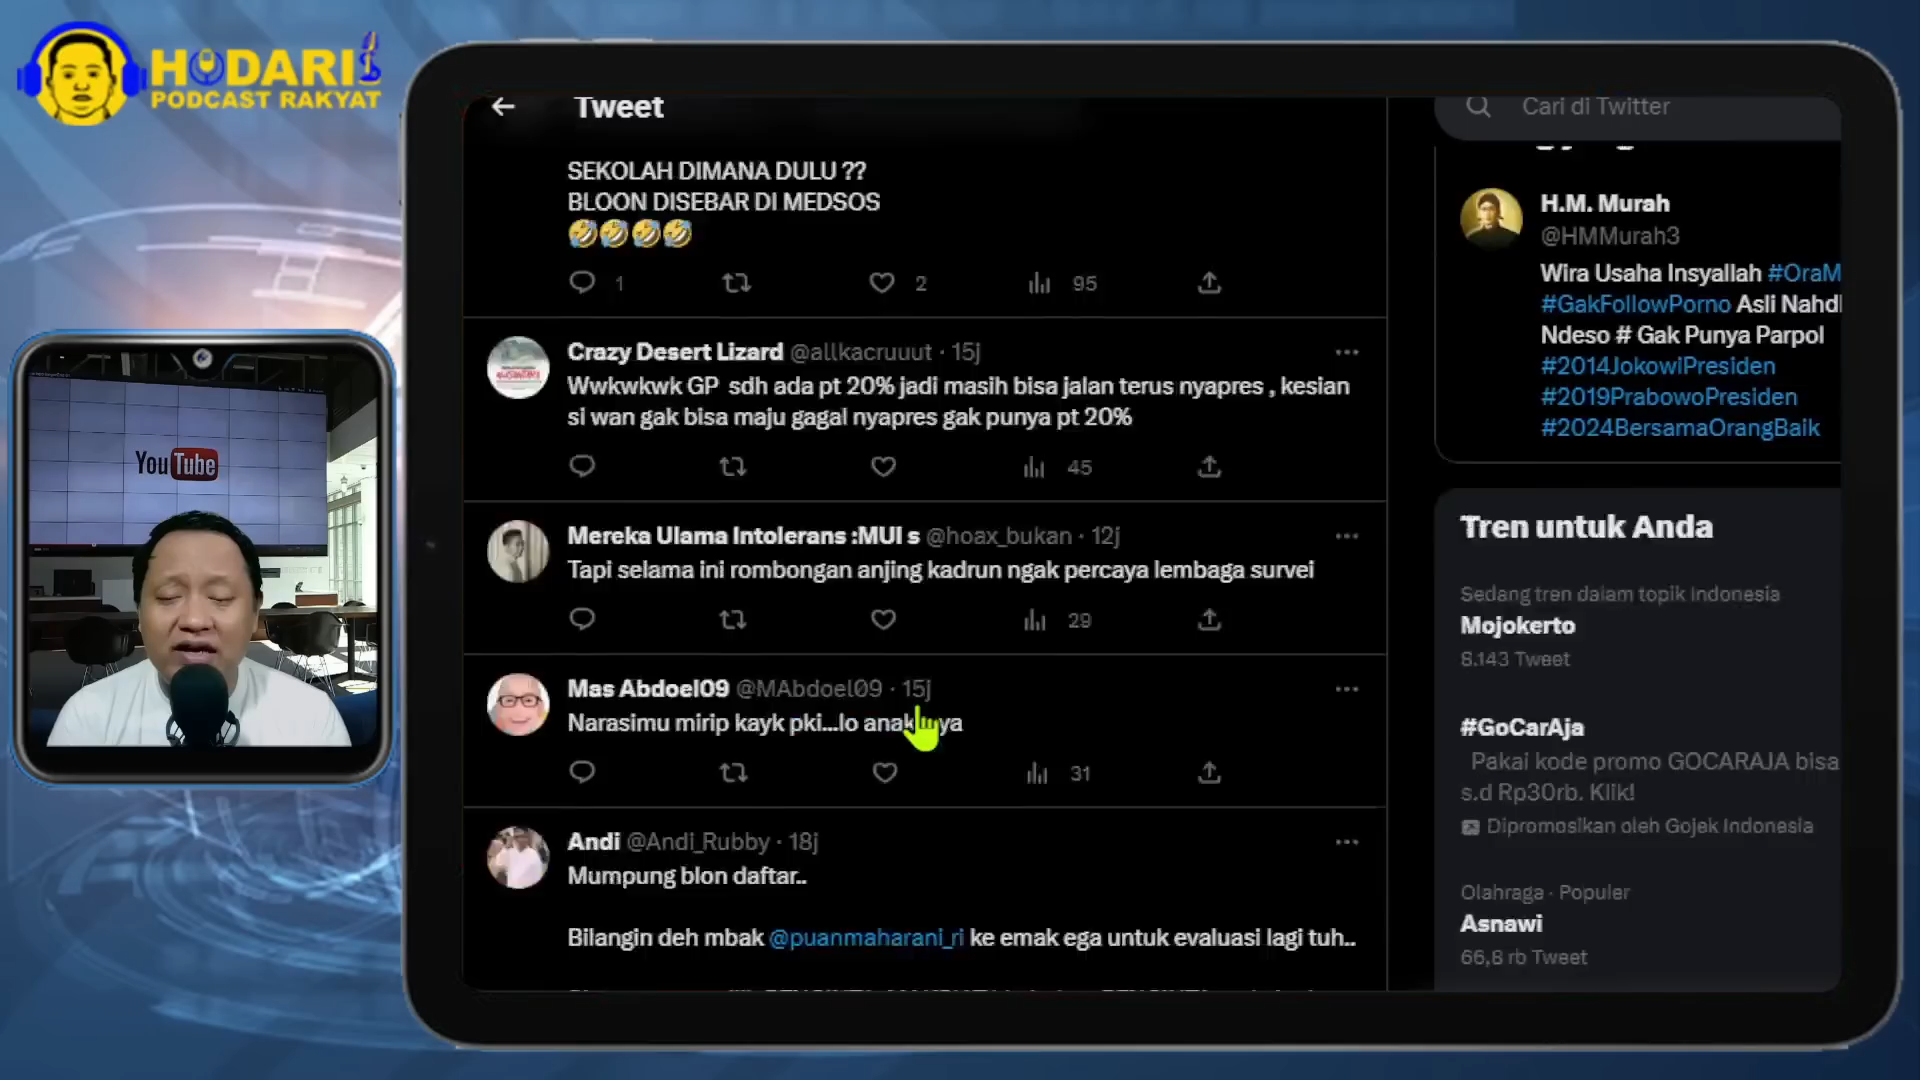 HODARI
PODCAST RAKYAT
YouTube
Tweet
SEKOLAH DIMANA DULU ??
BLOON DISEBAR DI MEDSOS
🤣🤣🤣🤣
1 2 95
Crazy Desert Lizard @allkacruuut · 15j
Wwkwkwk GP sdh ada pt 20% jadi masih bisa jalan terus nyapres , kesian
si wan gak bisa maju gagal nyapres gak punya pt 20%
45
Mereka Ulama Intolerans :MUI s @hoax_bukan · 12j
Tapi selama ini rombongan anjing kadrun ngak percaya lembaga survei
29
Mas Abdoel09 @MAbdoel09 · 15j
Narasimu mirip kayk pki...lo
31
Andi @Andi_Rubby · 18j
Mumpung blon daftar..
Bilangin deh mbak @puanmaharani_ri ke emak ega untuk evaluasi lagi tuh..
Cari di Twitter
H.M. Murah
@HMMurah3
Wira Usaha Insyallah #OraM
#GakFollowPorno Asli Nahdl
Ndeso # Gak Punya Parpol
#2014JokowiPresiden
#2019PrabowoPresiden
#2024BersamaOrangBaik
Tren untuk Anda
Sedang tren dalam topik Indonesia
Mojokerto
8.143 Tweet
#GoCarAja
Pakai kode promo GOCARAJA bisa
s.d Rp30rb. Klik!
Dipromosikan oleh Gojek Indonesia
Olahraga · Populer
Asnawi
66,8 rb Tweet